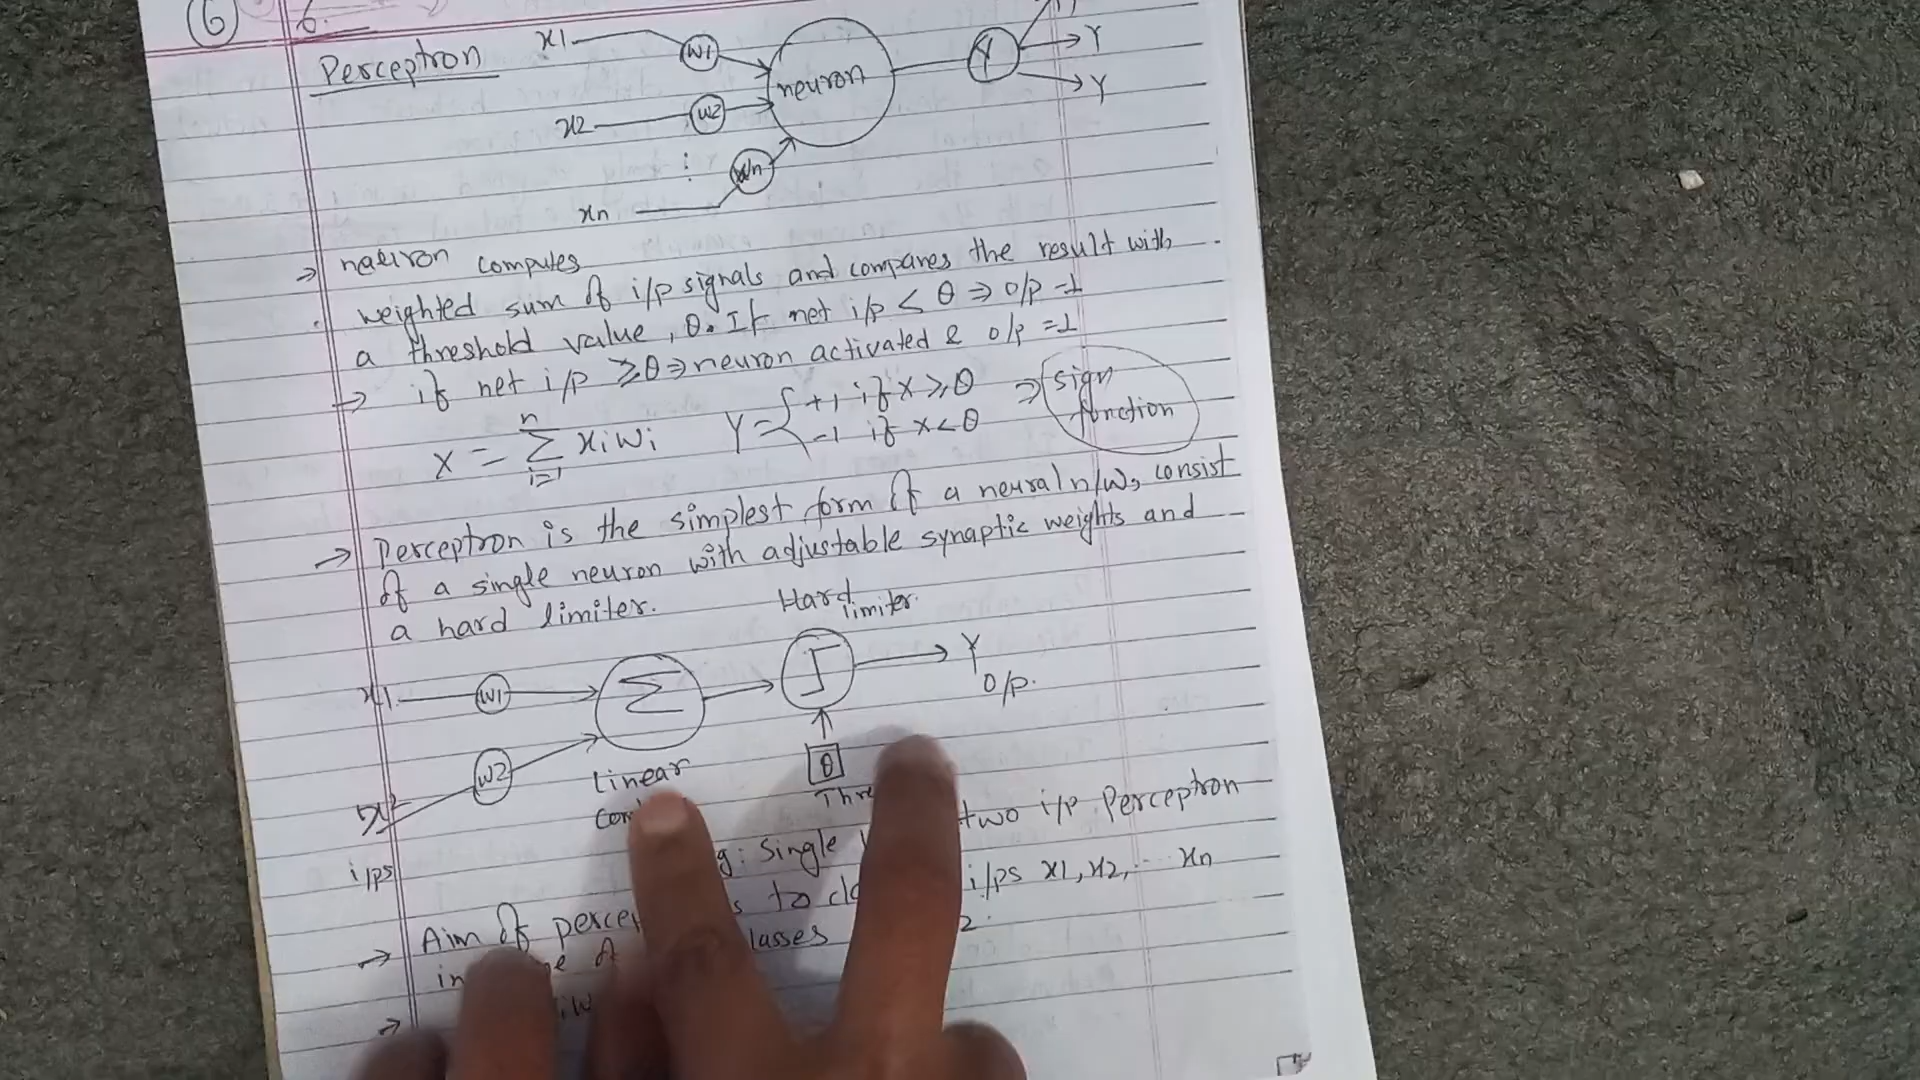 6
6.
Perceptron
x1
w1
neuron
Y
Y
Y
x2
w2
⋮
wn
xn
⇒ neuron computes
weighted sum of i/p signals and compares the result with
a threshold value, θ. If net i/p < θ ⇒ o/p = -1
→ if net i/p ≥ θ ⇒ neuron activated & o/p = 1
X = Σ xiwi n i=1 Y = { +1 if X ≥ θ ⇒ sign
-1 if X < θ function
→ Perceptron is the simplest form of a neural n/w, consist
of a single neuron with adjustable synaptic weights and
a hard limiter.
Hard
limiter.
x1 w1 Σ Y
o/p.
w2 Linear θ
x2
i/ps
Single two i/p Perceptron
→ Aim of to i/ps x1, x2, ... xn
in 2.
→